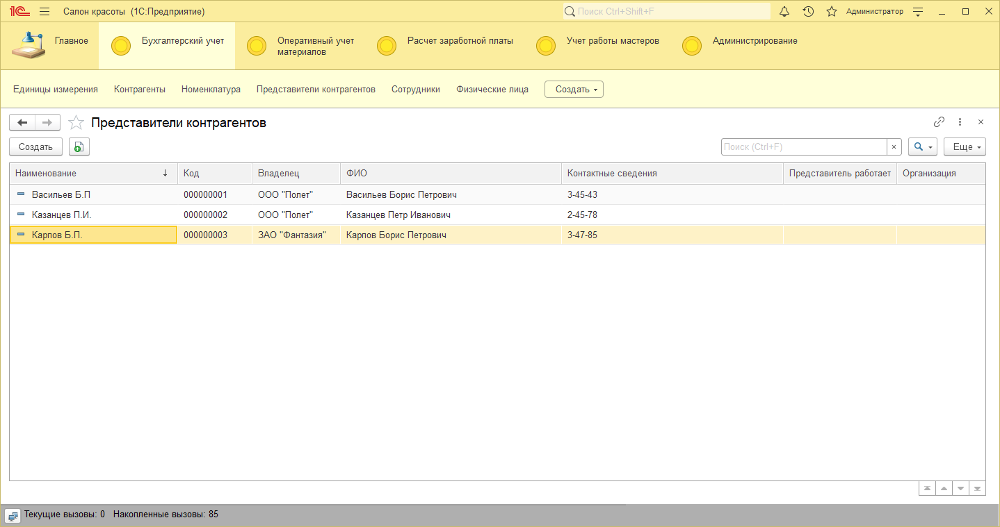 1С Салон красоты (1С:Предприятие) Поиск Ctrl+Shift+F Администратор
Главное Бухгалтерский учет Оперативный учет Расчет заработной платы Учет работы мастеров Администрирование
материалов
Единицы измерения Контрагенты Номенклатура Представители контрагентов Сотрудники Физические лица Создать
Представители контрагентов
Создать Поиск (Ctrl+F) × Еще
Наименование ↓ Код Владелец ФИО Контактные сведения Представитель работает Организация
Васильев Б.П 000000001 ООО "Полет" Васильев Борис Петрович 3-45-43
Казанцев П.И. 000000002 ООО "Полет" Казанцев Петр Иванович 2-45-78
Карпов Б.П. 000000003 ЗАО "Фантазия" Карпов Борис Петрович 3-47-85
Текущие вызовы: 0 Накопленные вызовы: 85